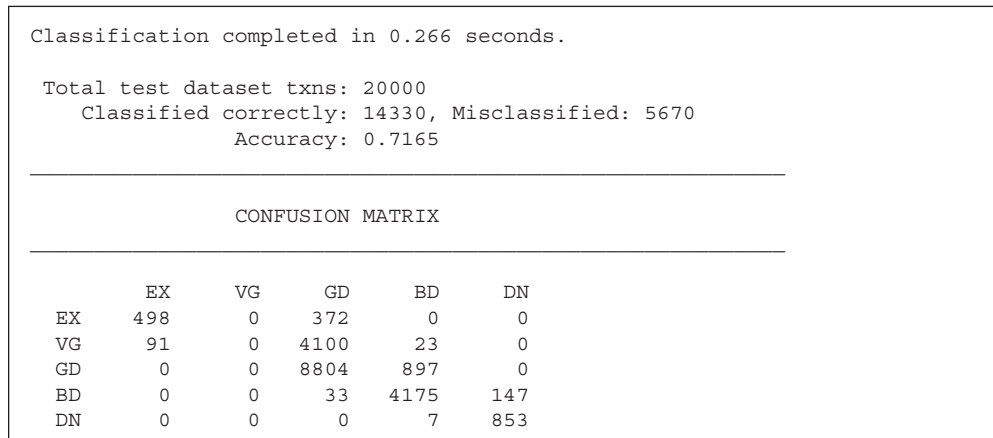 Classification completed in 0.266 seconds.
Total test dataset txns: 20000
Classified correctly: 14330, Misclassified: 5670
Accuracy: 0.7165
CONFUSION MATRIX
EX VG GD BD DN
EX 498 0 372 0 0
VG 91 0 4100 23 0
GD 0 0 8804 897 0
BD 0 0 33 4175 147
DN 0 0 0 7 853